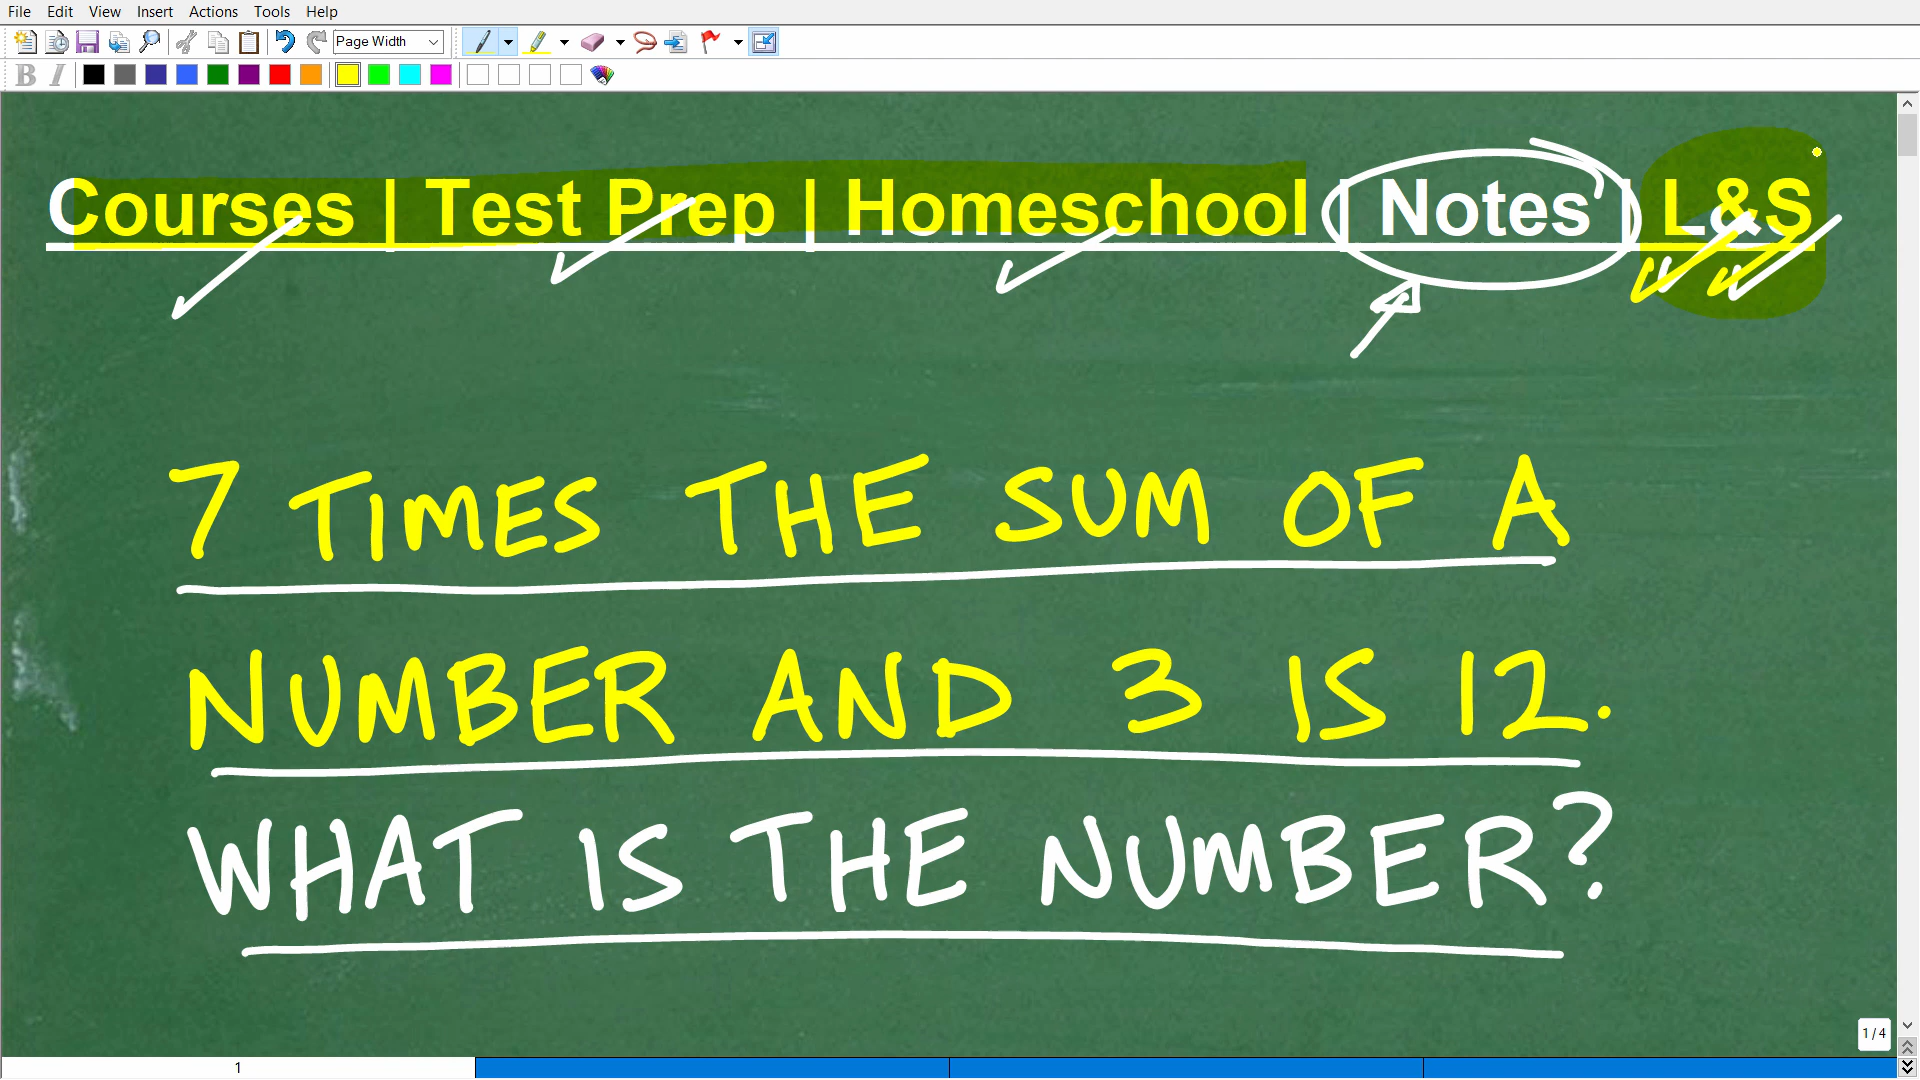 File Edit View Insert Actions Tools Help
Page Width
B I
Courses | Test Prep | Homeschool | Notes | L&S
7 TIMES THE SUM OF A
NUMBER AND 3 IS 12.
WHAT IS THE NUMBER?
1 / 4
1